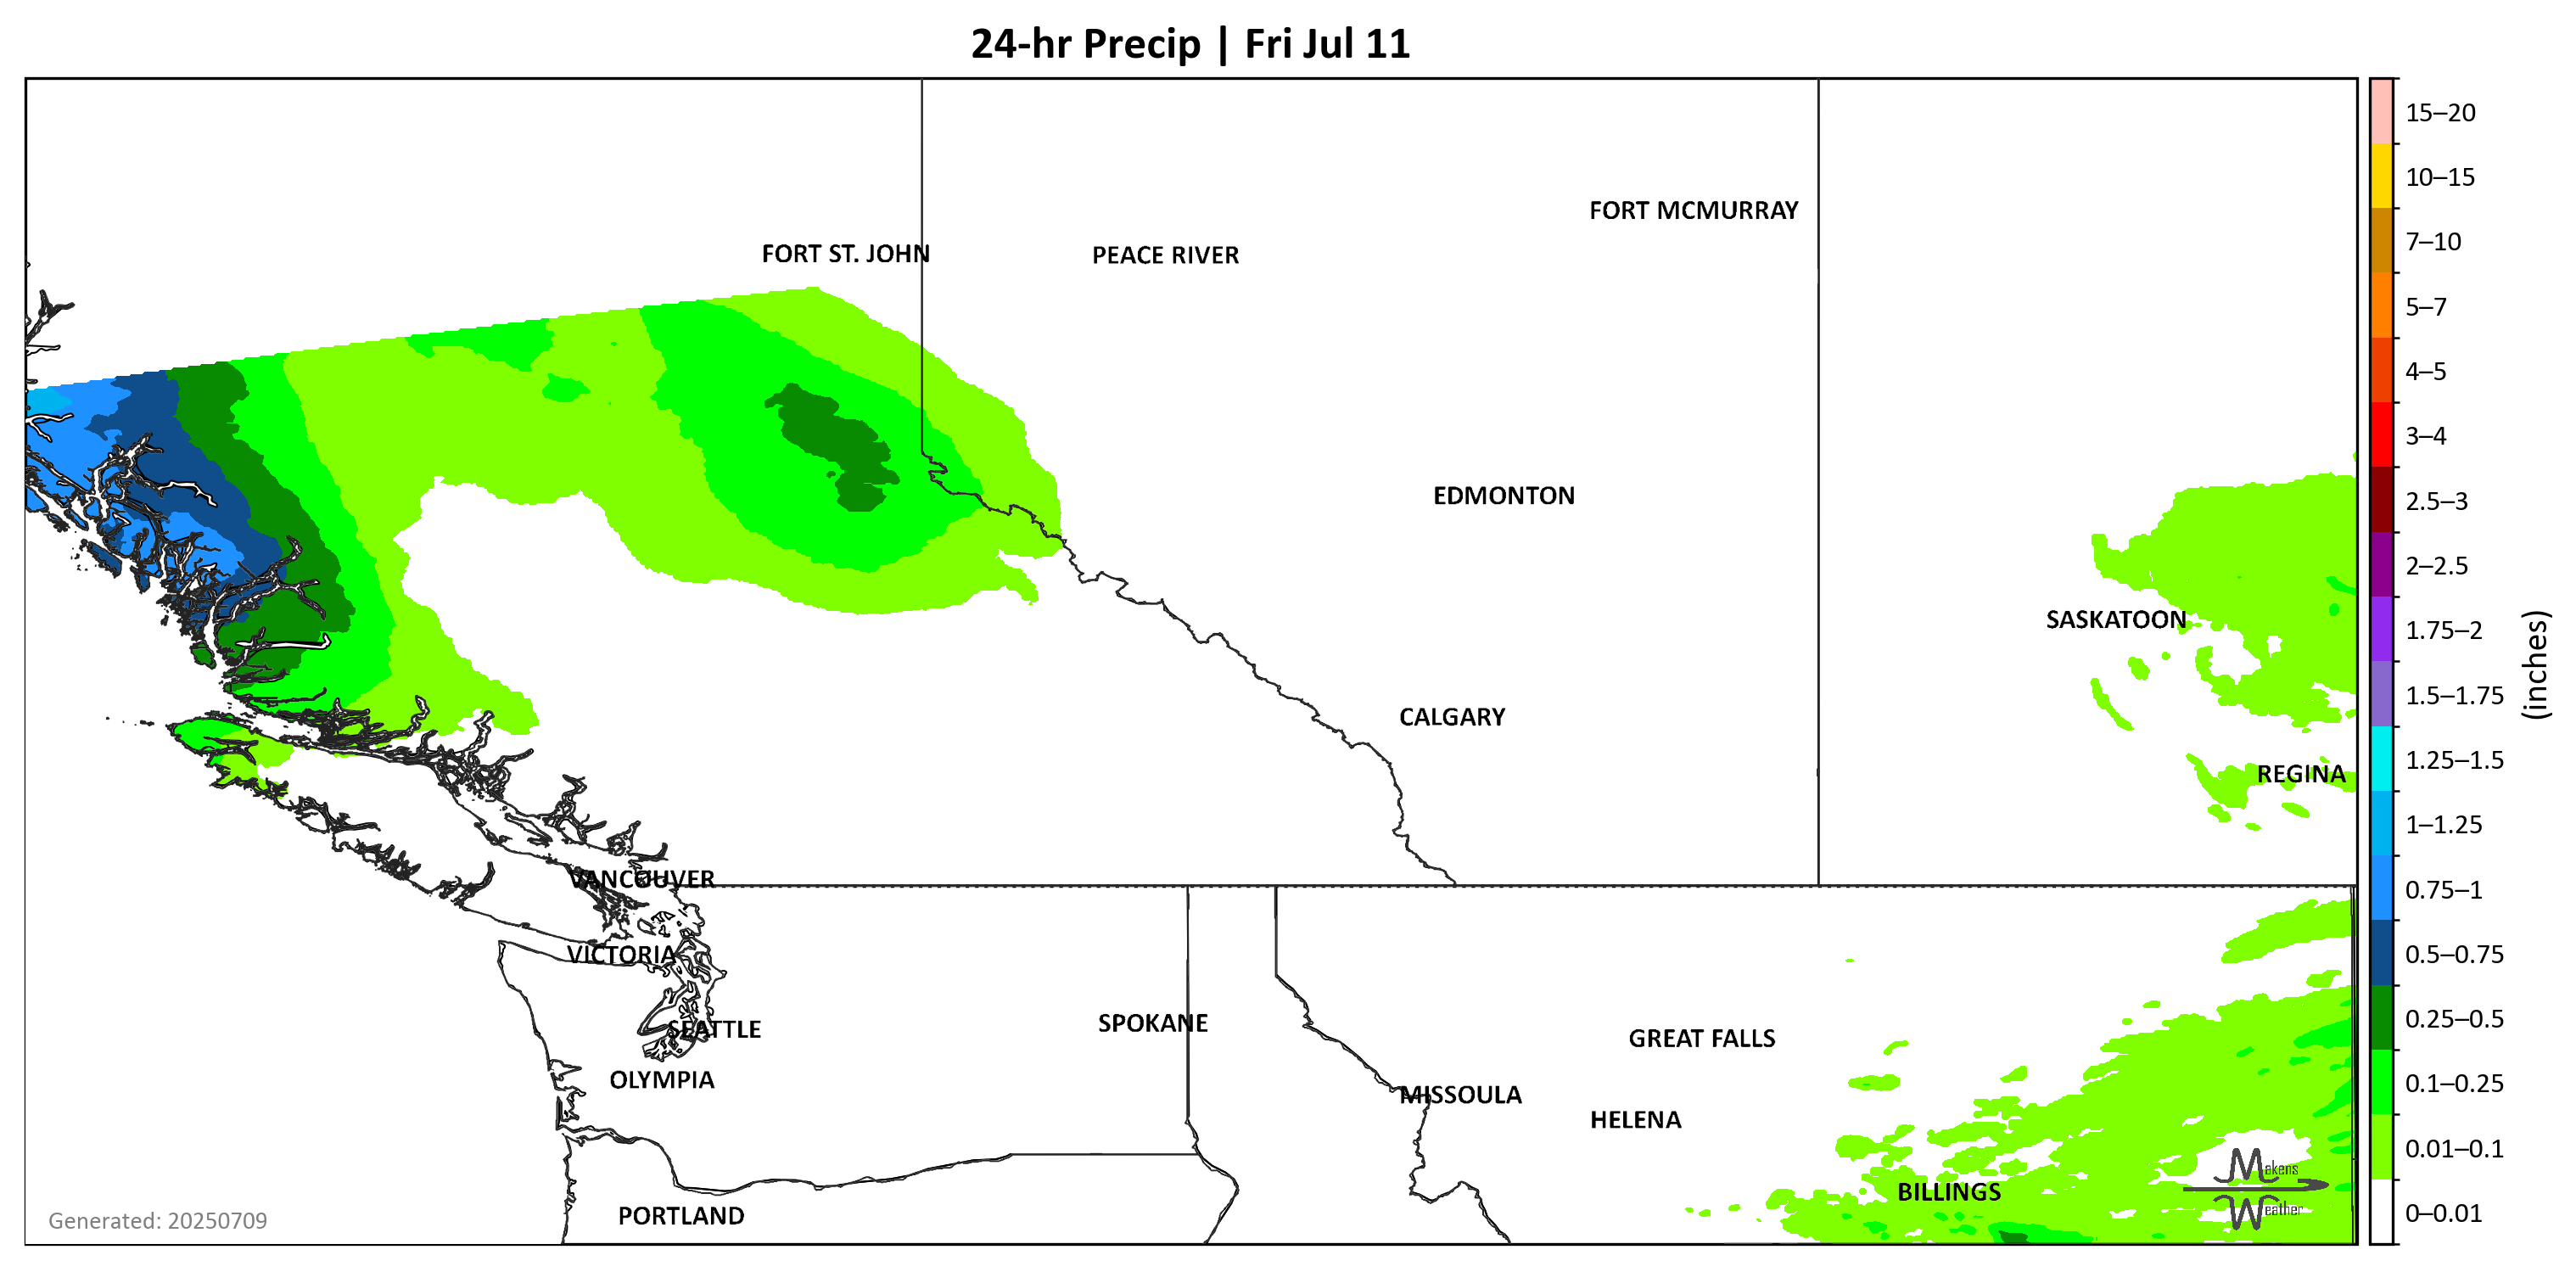 24-hr Precip | Fri Jul 11
15–20
10–15
7–10
5–7
4–5
3–4
2.5–3
2–2.5
1.75–2
1.5–1.75
1.25–1.5
1–1.25
0.75–1
0.5–0.75
0.25–0.5
0.1–0.25
0.01–0.1
0–0.01
(inches)
FORT MCMURRAY
FORT ST. JOHN
PEACE RIVER
EDMONTON
SASKATOON
CALGARY
REGINA
VANCOUVER
VICTORIA
SEATTLE
SPOKANE
GREAT FALLS
OLYMPIA
MISSOULA
HELENA
BILLINGS
PORTLAND
Makens
Weather
Generated: 20250709